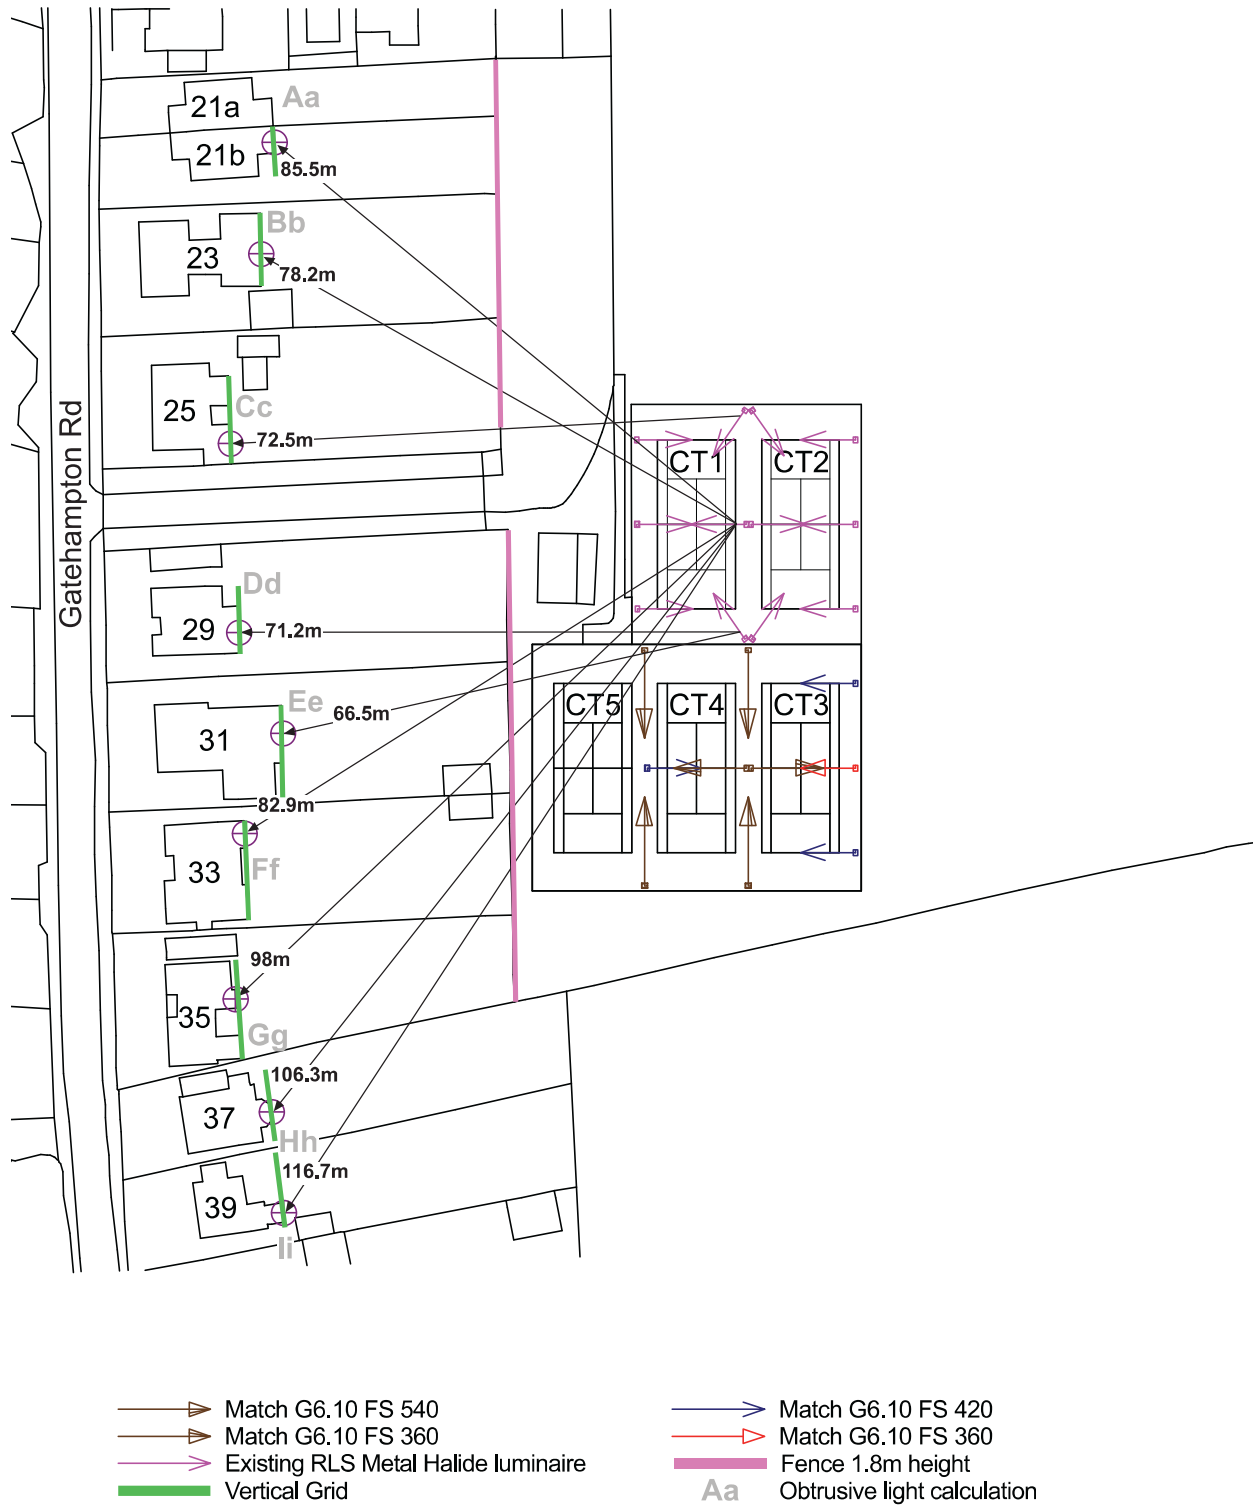 21a
Aa
21b
85.5m
Bb
23
78.2m
25
Cc
72.5m
Gatehampton Rd
CT1
CT2
Dd
29
71.2m
Ee
31
66.5m
CT5
CT4
CT3
82.9m
33
Ff
98m
35
Gg
106.3m
37
Hh
116.7m
39
Ii
Match G6.10 FS 540
Match G6.10 FS 360
Existing RLS Metal Halide luminaire
Vertical Grid
Match G6.10 FS 420
Match G6.10 FS 360
Fence 1.8m height
Aa Obtrusive light calculation